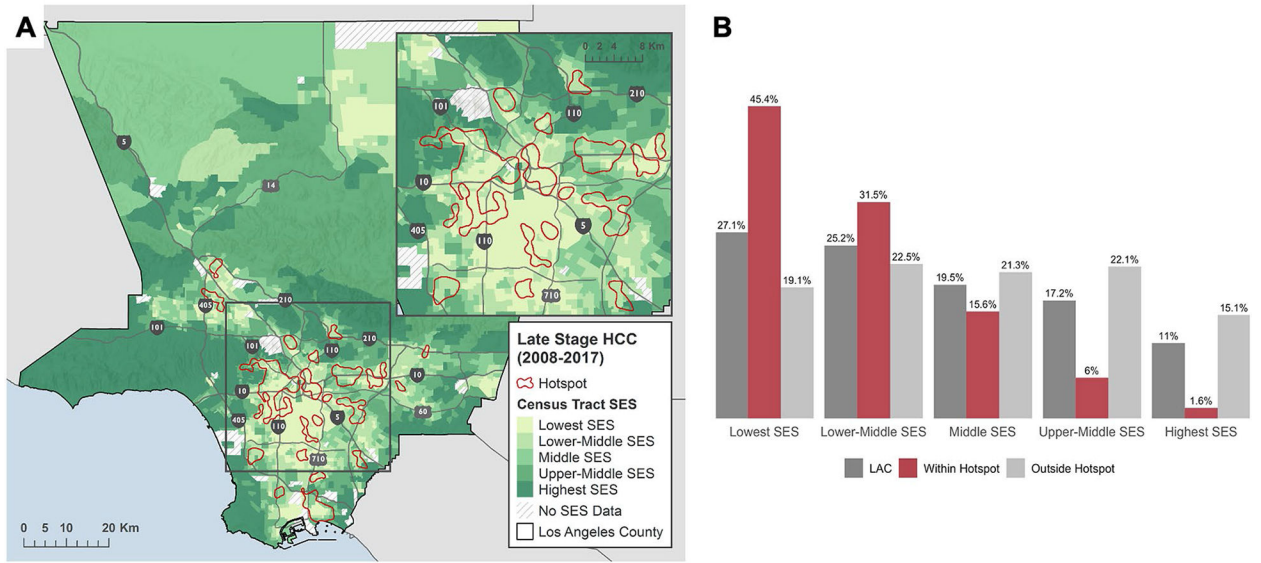 A
B
0 2 4 8 Km
101
210
110
10
405
110
5
710
5
14
405
210
101
101
110
210
10
10
405
110
5
60
710
0 5 10 20 Km
Late Stage HCC
(2008-2017)
Hotspot
Census Tract SES
Lowest SES
Lower-Middle SES
Middle SES
Upper-Middle SES
Highest SES
No SES Data
Los Angeles County
27.1%
45.4%
19.1%
25.2%
31.5%
22.5%
19.5%
15.6%
21.3%
17.2%
6%
22.1%
11%
1.6%
15.1%
Lowest SES
Lower-Middle SES
Middle SES
Upper-Middle SES
Highest SES
LAC
Within Hotspot
Outside Hotspot